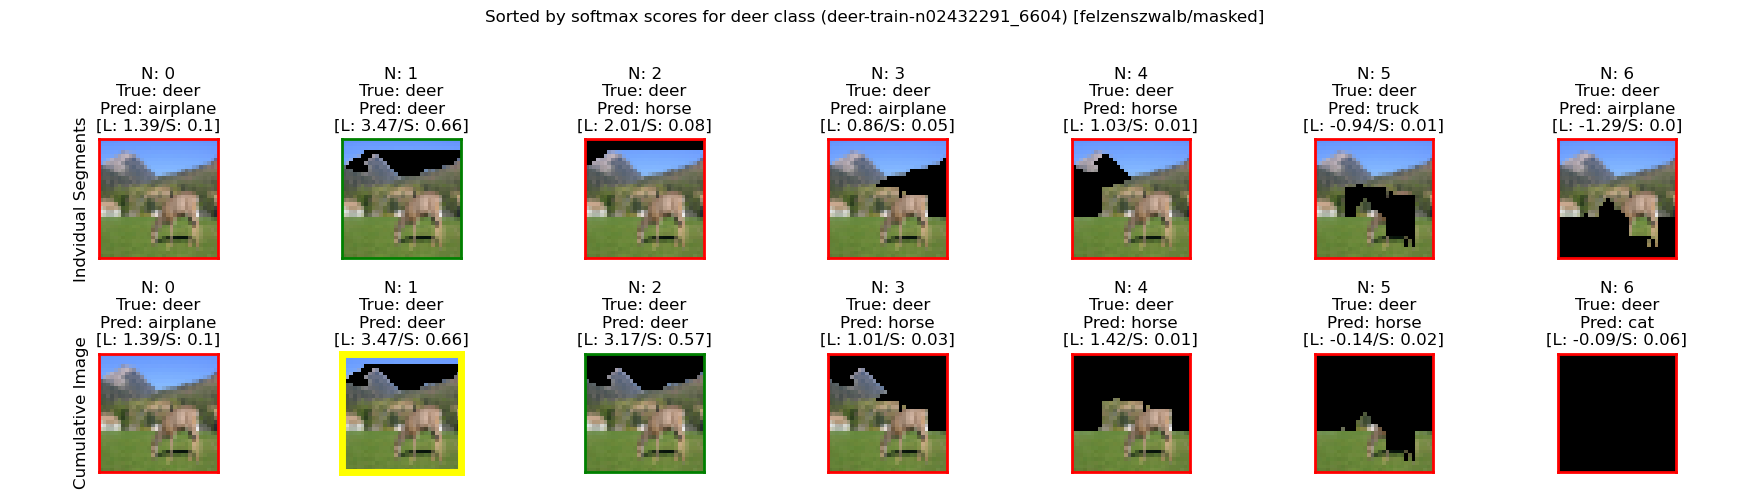 Sorted by softmax scores for deer class (deer-train-n02432291_6604) [felzenszwalb/masked]
Indvidual Segments
N: 0
True: deer
Pred: airplane
[L: 1.39/S: 0.1]
N: 1
True: deer
Pred: deer
[L: 3.47/S: 0.66]
N: 2
True: deer
Pred: horse
[L: 2.01/S: 0.08]
N: 3
True: deer
Pred: airplane
[L: 0.86/S: 0.05]
N: 4
True: deer
Pred: horse
[L: 1.03/S: 0.01]
N: 5
True: deer
Pred: truck
[L: -0.94/S: 0.01]
N: 6
True: deer
Pred: airplane
[L: -1.29/S: 0.0]
Cumulative Image
N: 0
True: deer
Pred: airplane
[L: 1.39/S: 0.1]
N: 1
True: deer
Pred: deer
[L: 3.47/S: 0.66]
N: 2
True: deer
Pred: deer
[L: 3.17/S: 0.57]
N: 3
True: deer
Pred: horse
[L: 1.01/S: 0.03]
N: 4
True: deer
Pred: horse
[L: 1.42/S: 0.01]
N: 5
True: deer
Pred: horse
[L: -0.14/S: 0.02]
N: 6
True: deer
Pred: cat
[L: -0.09/S: 0.06]